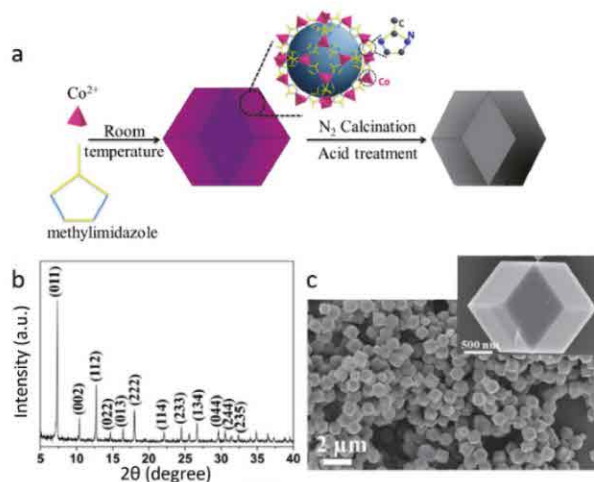 a
Co²⁺
Room
temperature
methylimidazole
C
N
Co
N₂ Calcination
Acid treatment
b
Intensity (a.u.)
(011)
(002)
(112)
(022)
(013)
(222)
(114)
(233)
(134)
(044)
(244)
(235)
5 10 15 20 25 30 35 40
2θ (degree)
c
500 nm
2 μm